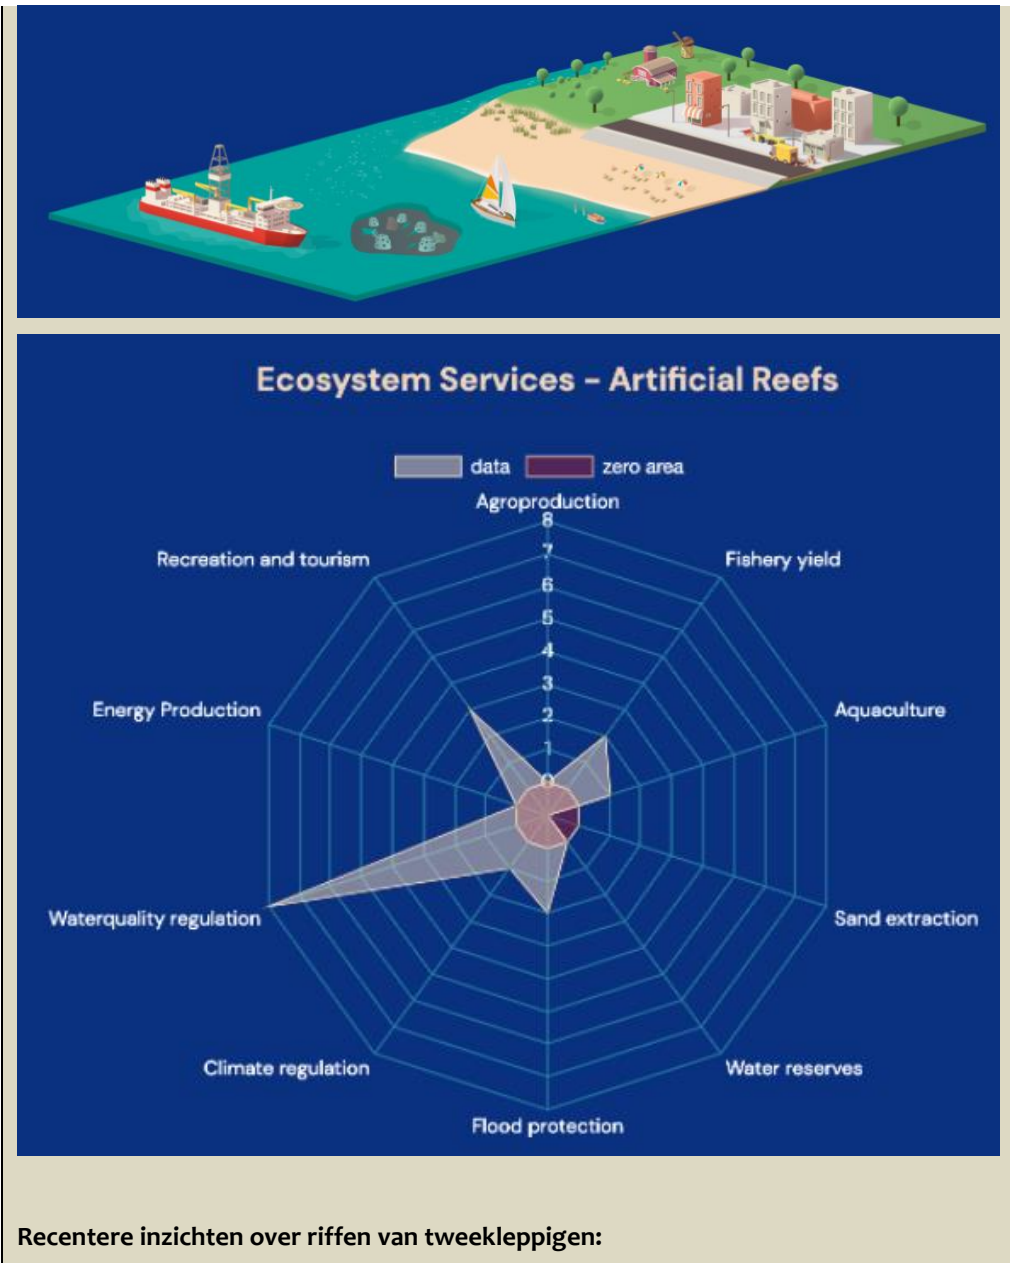 Ecosystem Services – Artificial Reefs
data zero area
Agroproduction
8
7
6
5
4
3
2
1
0
Recreation and tourism
Fishery yield
Energy Production
Aquaculture
Waterquality regulation
Sand extraction
Climate regulation
Water reserves
Flood protection
Recentere inzichten over riffen van tweekleppigen: